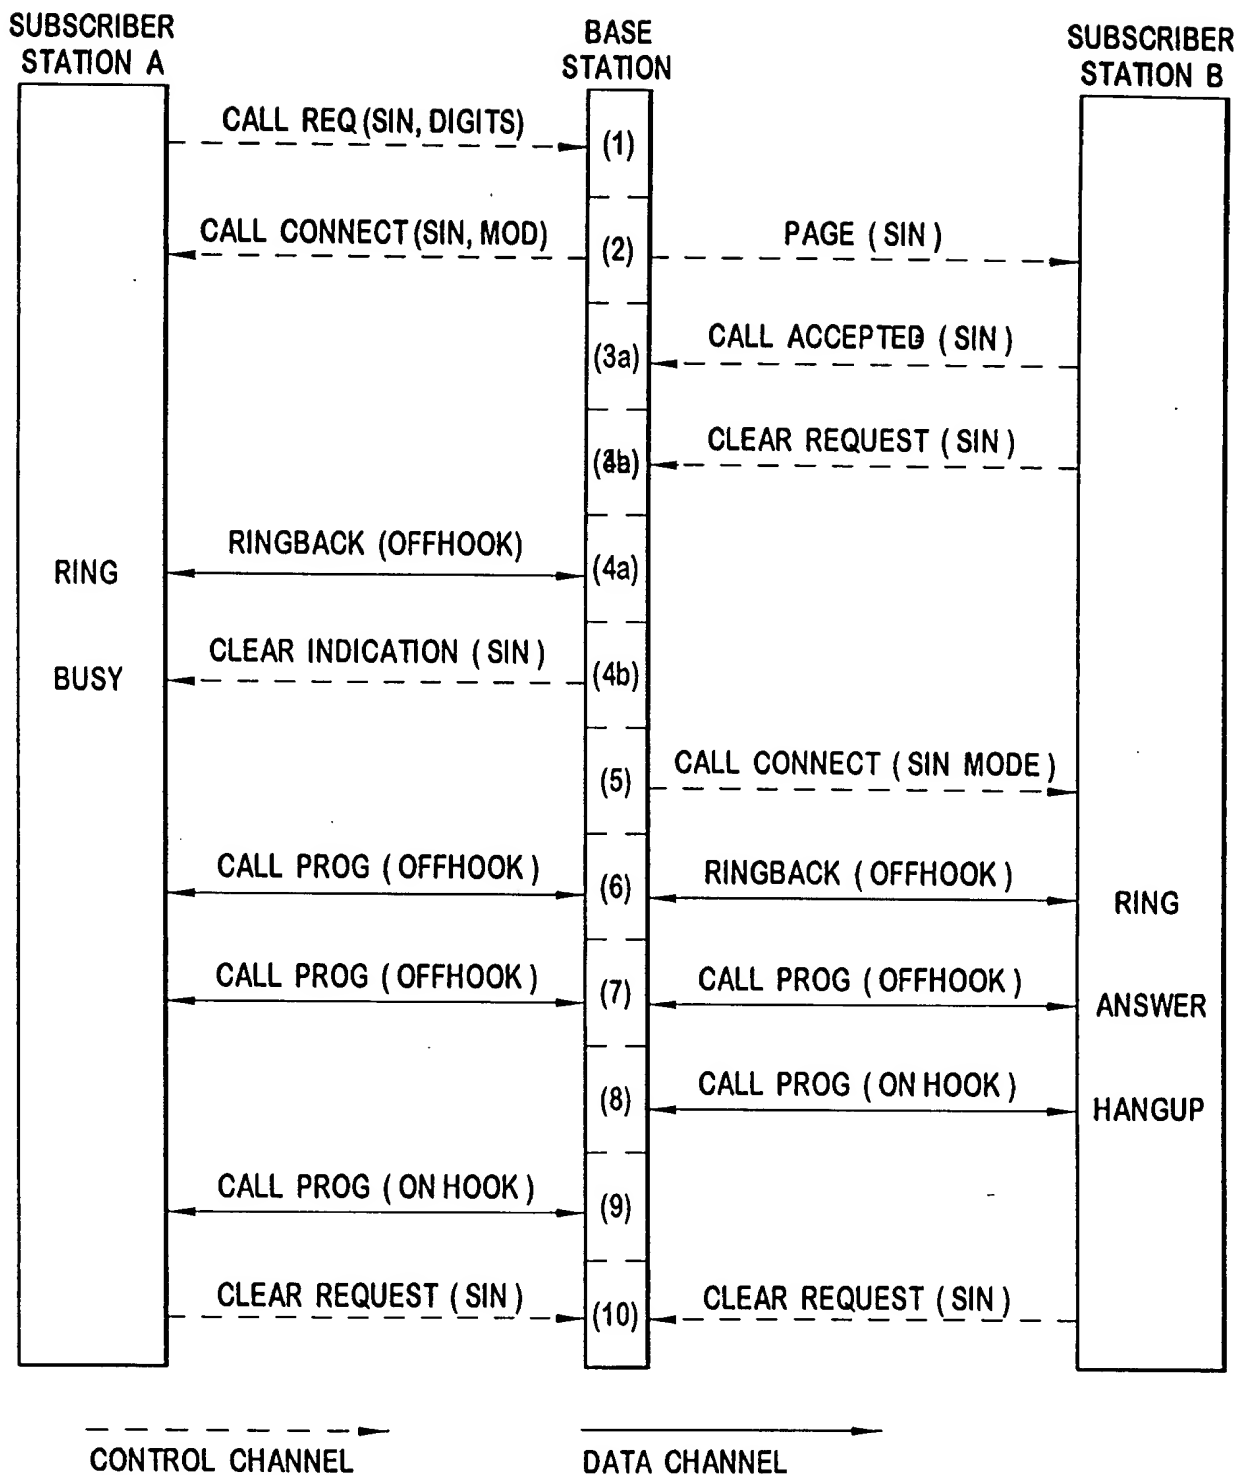 SUBSCRIBER
STATION A
BASE
STATION
SUBSCRIBER
STATION B
CALL REQ (SIN, DIGITS)
(1)
CALL CONNECT (SIN, MOD)
(2)
PAGE (SIN)
(3a)
CALL ACCEPTED (SIN)
CLEAR REQUEST (SIN)
RING
RINGBACK (OFFHOOK)
(4a)
BUSY
CLEAR INDICATION (SIN)
(4b)
(5)
CALL CONNECT (SIN MODE)
CALL PROG (OFFHOOK)
(6)
RINGBACK (OFFHOOK)
RING
CALL PROG (OFFHOOK)
(7)
CALL PROG (OFFHOOK)
ANSWER
(8)
CALL PROG (ON HOOK)
HANGUP
CALL PROG (ON HOOK)
(9)
CLEAR REQUEST (SIN)
(10)
CLEAR REQUEST (SIN)
CONTROL CHANNEL
DATA CHANNEL